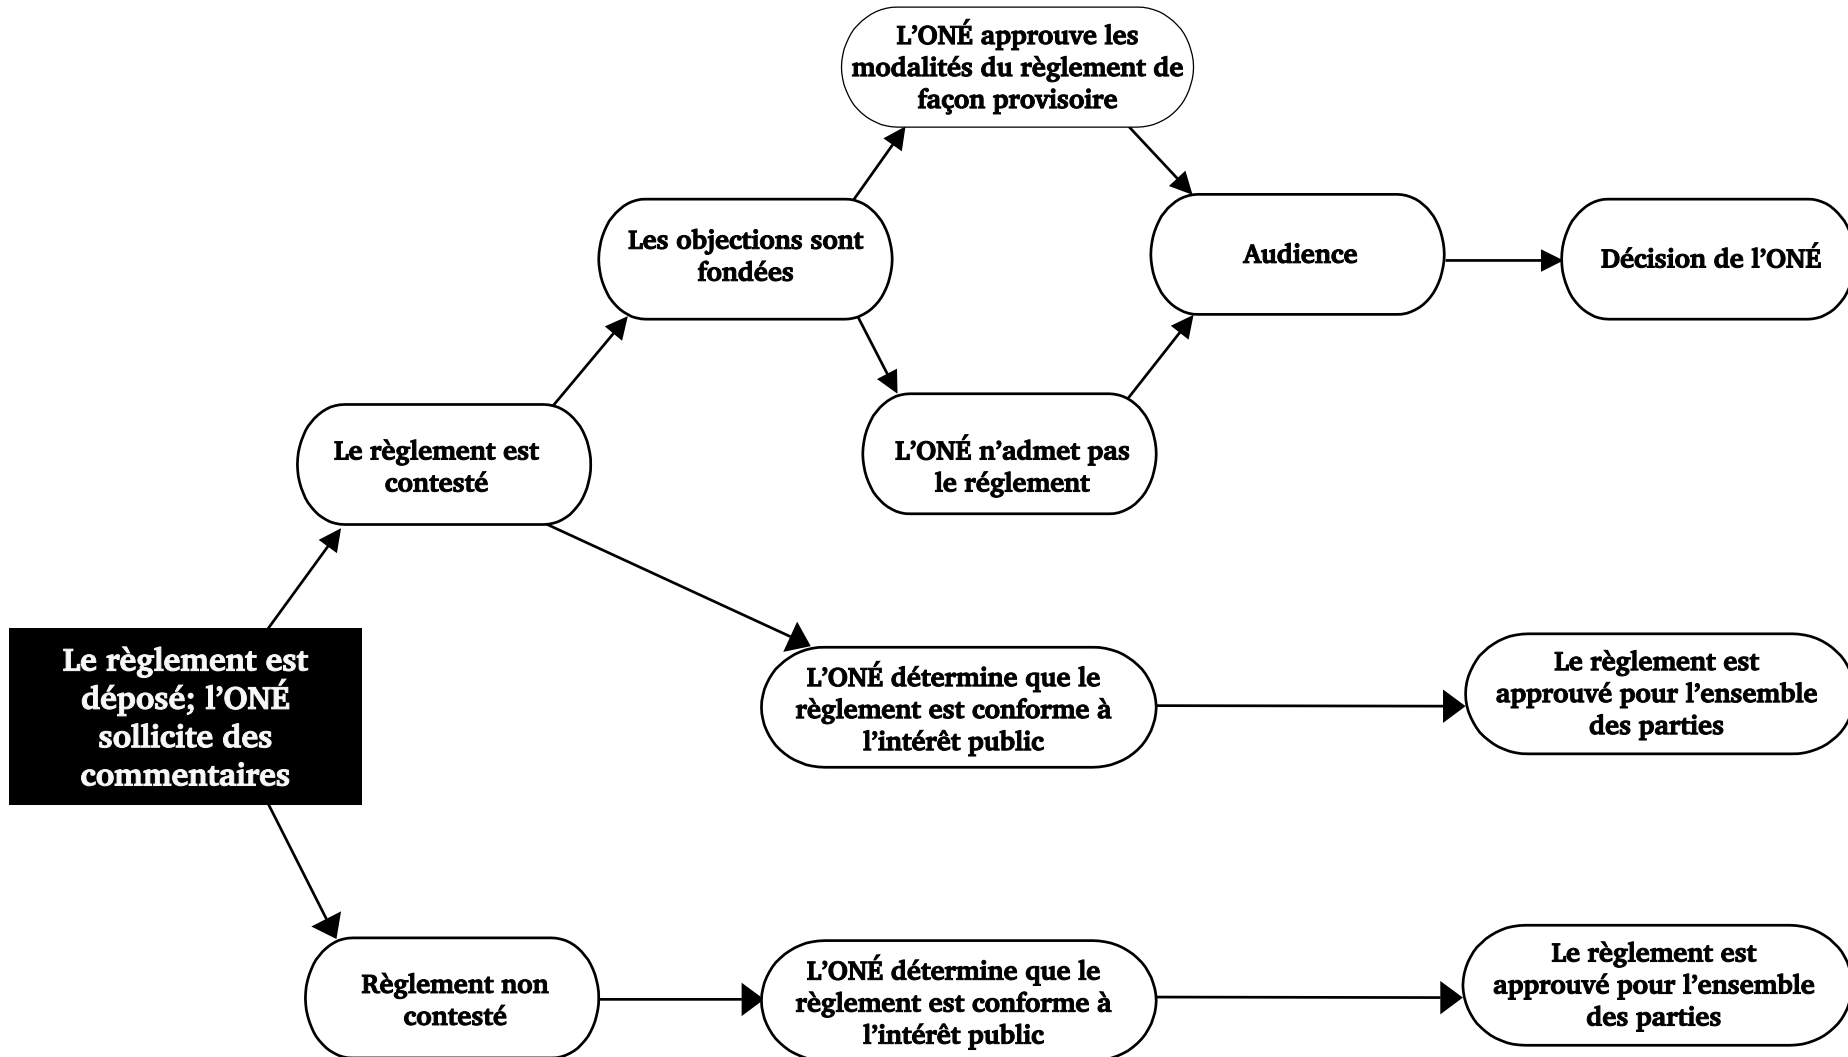 L’ONÉ approuve les
modalités du règlement de
façon provisoire
Les objections sont
fondées
Audience
Décision de l’ONÉ
Le règlement est
contesté
L’ONÉ n’admet pas
le réglement
Le règlement est
déposé; l’ONÉ
sollicite des
commentaires
L’ONÉ détermine que le
règlement est conforme à
l’intérêt public
Le règlement est
approuvé pour l’ensemble
des parties
Règlement non
contesté
L’ONÉ détermine que le
règlement est conforme à
l’intérêt public
Le règlement est
approuvé pour l’ensemble
des parties